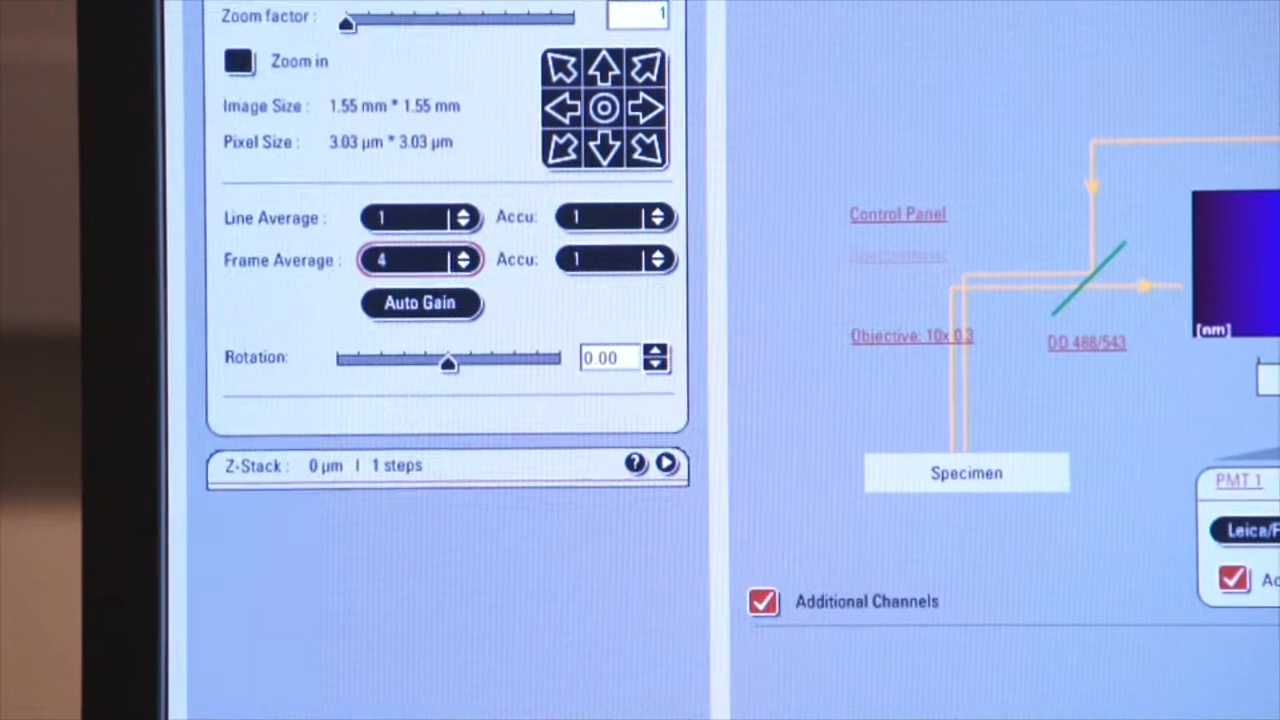 Zoom factor : 1
Zoom in
Image Size : 1.55 mm * 1.55 mm
Pixel Size : 3.03 µm * 3.03 µm
Line Average : 1 Accu: 1
Frame Average : 4 Accu: 1
Auto Gain
Rotation: 0.00
Z-Stack : 0 µm | 1 steps ?
Control Panel
Objective: 10x 0.3
DD 488/543
[nm]
Specimen
PMT 1
Leica/F
Additional Channels